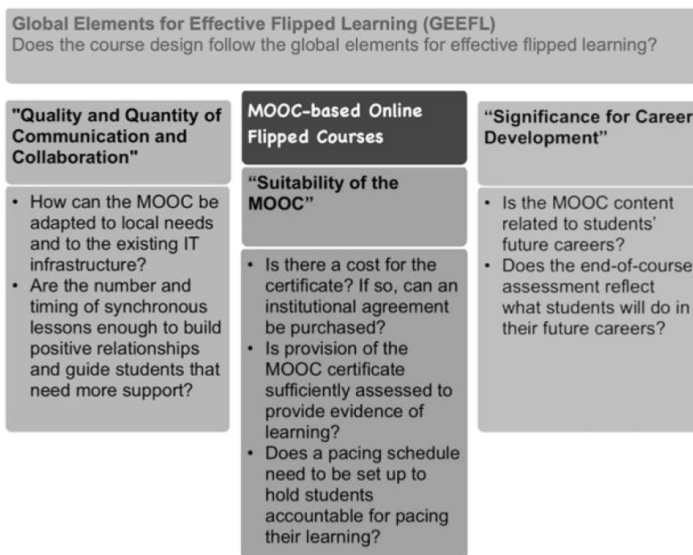 Global Elements for Effective Flipped Learning (GEEFL)
Does the course design follow the global elements for effective flipped learning?
"Quality and Quantity of
Communication and
Collaboration"
• How can the MOOC be
adapted to local needs
and to the existing IT
infrastructure?
• Are the number and
timing of synchronous
lessons enough to build
positive relationships
and guide students that
need more support?
MOOC-based Online
Flipped Courses
“Suitability of the
MOOC”
• Is there a cost for the
certificate? If so, can an
institutional agreement
be purchased?
• Is provision of the
MOOC certificate
sufficiently assessed to
provide evidence of
learning?
• Does a pacing schedule
need to be set up to
hold students
accountable for pacing
their learning?
“Significance for Career
Development”
• Is the MOOC content
related to students’
future careers?
• Does the end-of-course
assessment reflect
what students will do in
their future careers?